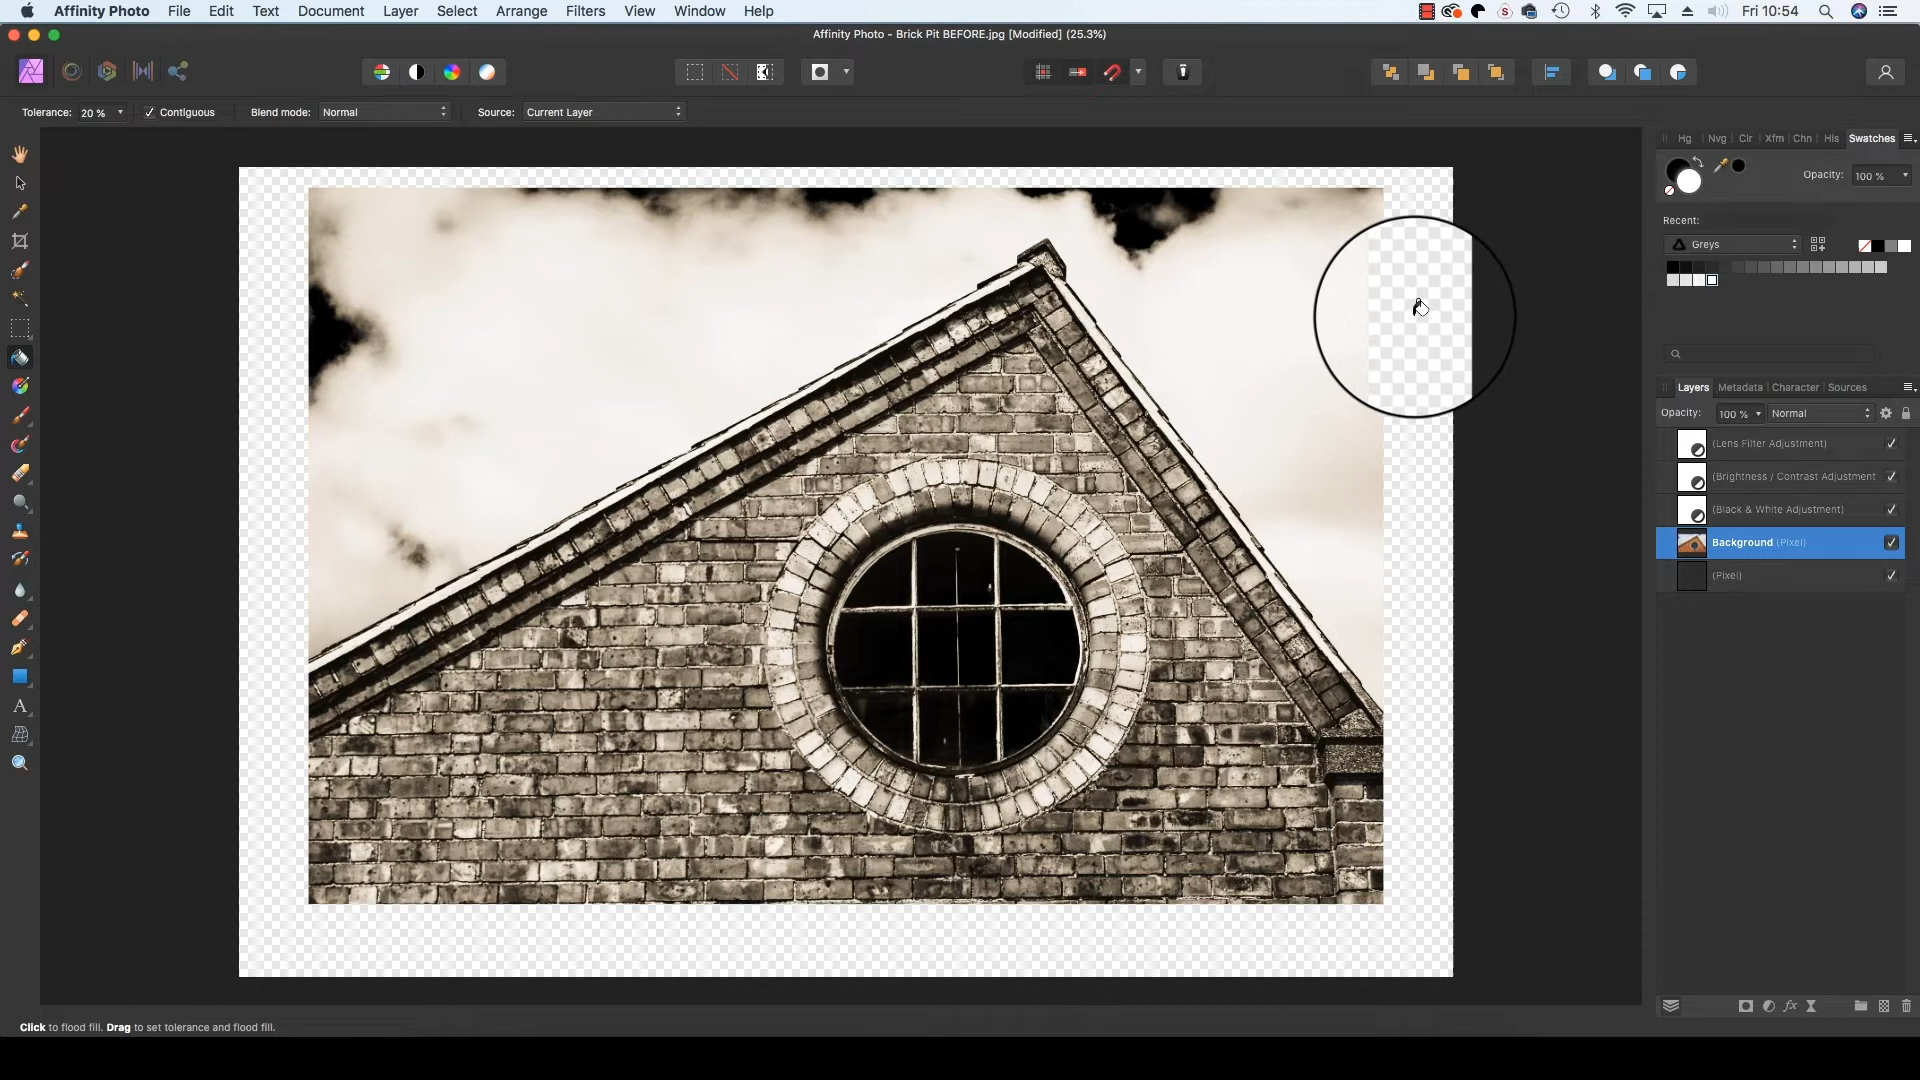 Affinity Photo File Edit Text Document Layer Select Arrange Filters View Window Help Fri 10:54
Affinity Photo - Brick Pit BEFORE.jpg [Modified] (25.3%)
Tolerance: 20 % Contiguous Blend mode: Normal Source: Current Layer
Hg Nvg Clr Xfm Chn His Swatches
Opacity: 100 %
Recent:
Greys
Layers Metadata Character Sources
Opacity: 100 % Normal
(Lens Filter Adjustment)
(Brightness / Contrast Adjustment
(Black & White Adjustment)
Background (Pixel)
(Pixel)
Click to flood fill. Drag to set tolerance and flood fill.